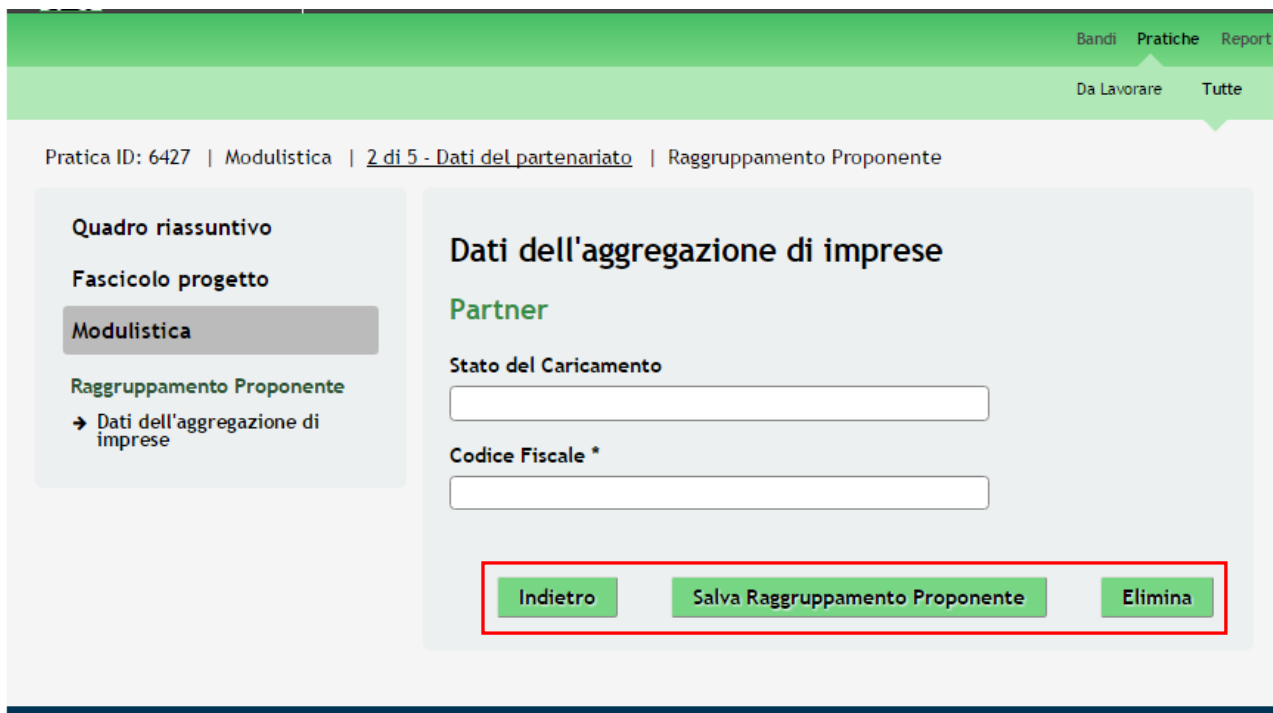 Bandi Pratiche Report
Da Lavorare Tutte
Pratica ID: 6427 | Modulistica | 2 di 5 - Dati del partenariato | Raggruppamento Proponente
Quadro riassuntivo
Fascicolo progetto
Modulistica
Raggruppamento Proponente
→ Dati dell'aggregazione di
imprese
Dati dell'aggregazione di imprese
Partner
Stato del Caricamento
Codice Fiscale *
Indietro Salva Raggruppamento Proponente Elimina